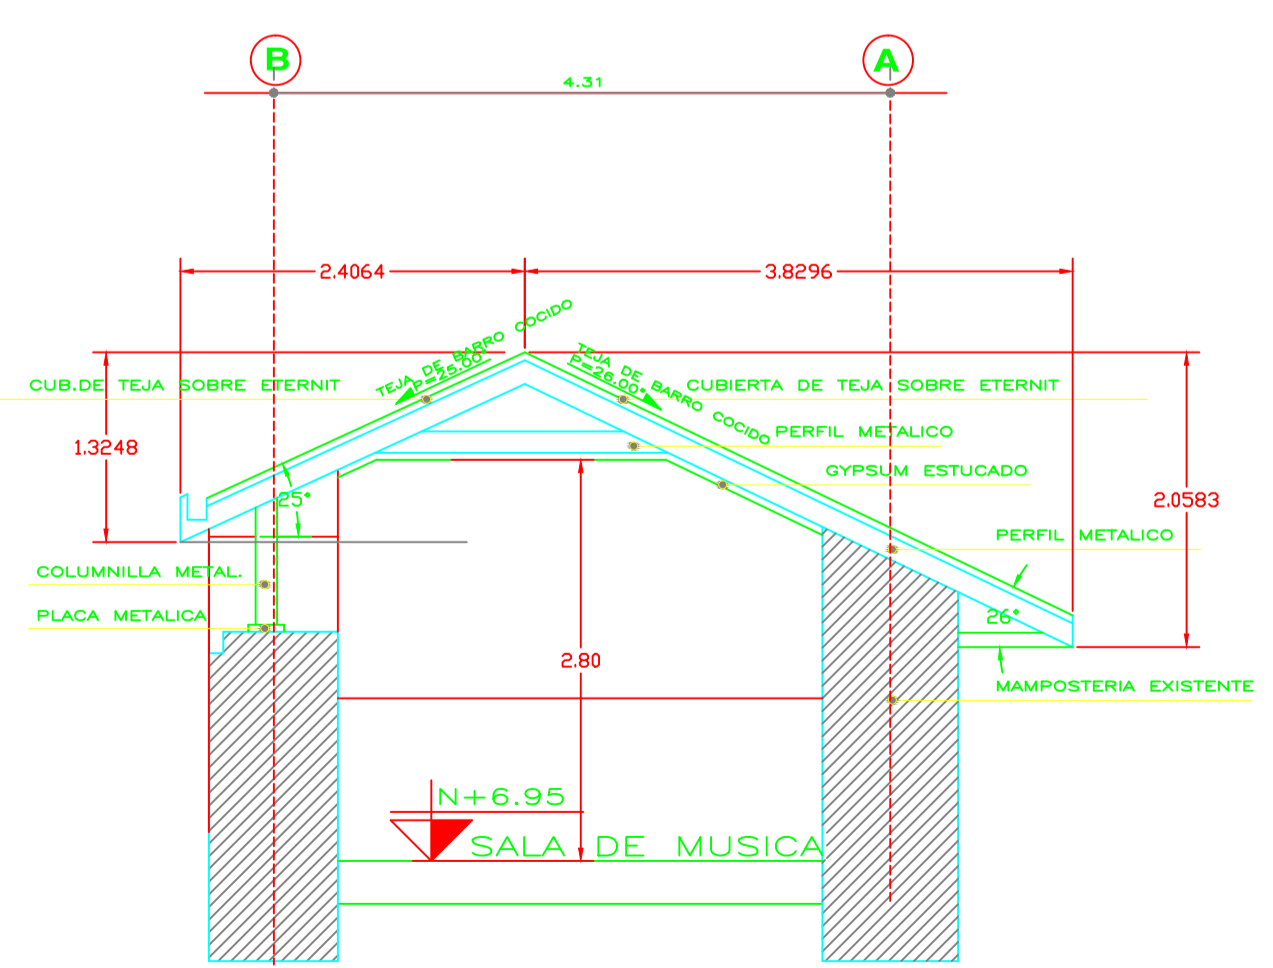 B
A
4.31
2.4064
3.8296
TEJA DE BARRO COCIDO
P=25.00°
TEJA DE BARRO COCIDO
P=26.00°
CUB.DE TEJA SOBRE ETERNIT
CUBIERTA DE TEJA SOBRE ETERNIT
PERFIL METALICO
1.3248
GYPSUM ESTUCADO
25°
2.0583
PERFIL METALICO
COLUMNILLA METAL.
PLACA METALICA
26°
2.80
MAMPOSTERIA EXISTENTE
N+6.95
SALA DE MUSICA